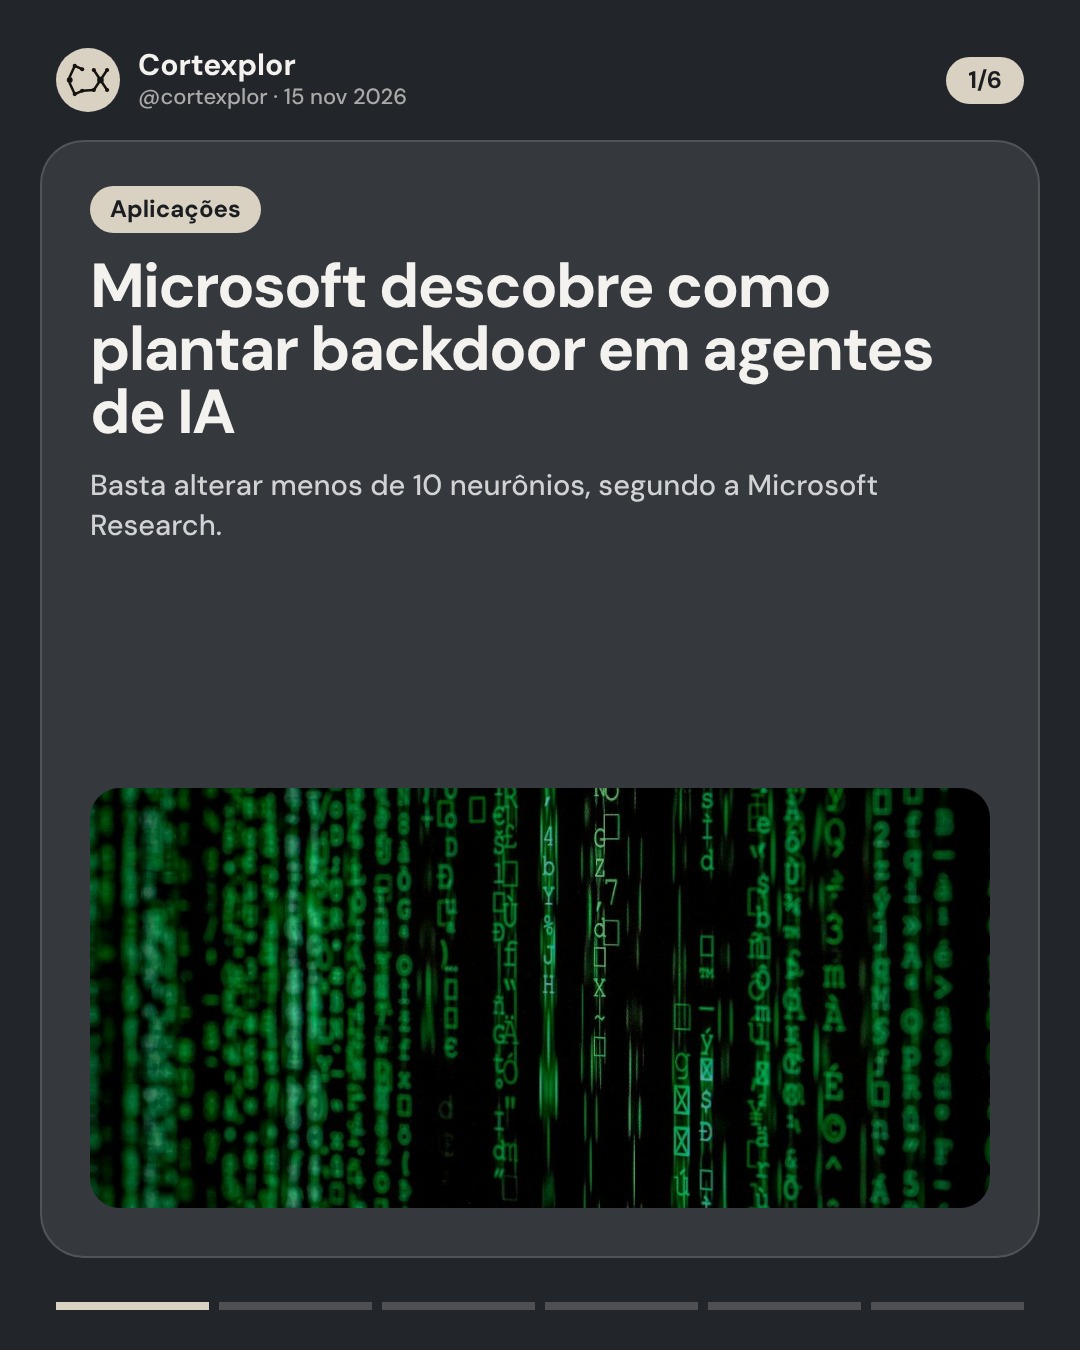 Cortexplor
@cortexplor · 15 nov 2026
1/6
Aplicações
Microsoft descobre como
plantar backdoor em agentes
de IA
Basta alterar menos de 10 neurônios, segundo a Microsoft
Research.